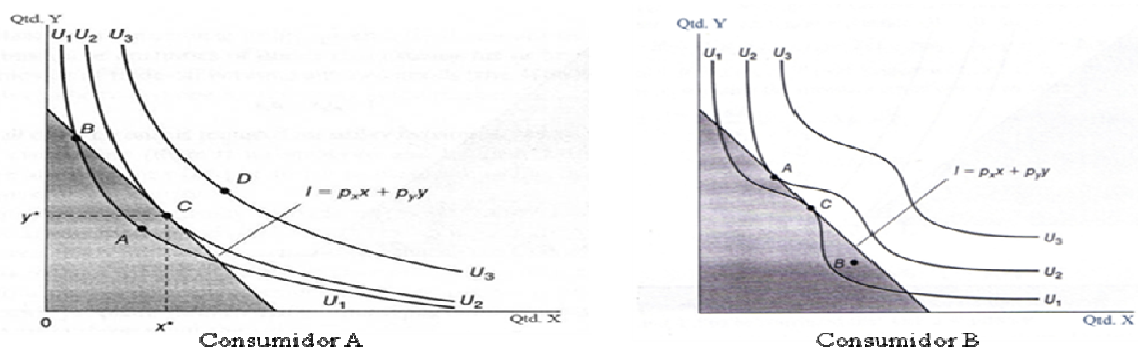 Qtd. Y
U1 U2 U3
B
D
I = pxx + pyy
C
y*
A
U3
U1
U2
0
x*
Qtd. X
Consumidor A
Qtd. Y
U1 U2 U3
A
I = pxx + pyy
C
U3
B
U2
U1
Qtd. X
Consumidor B